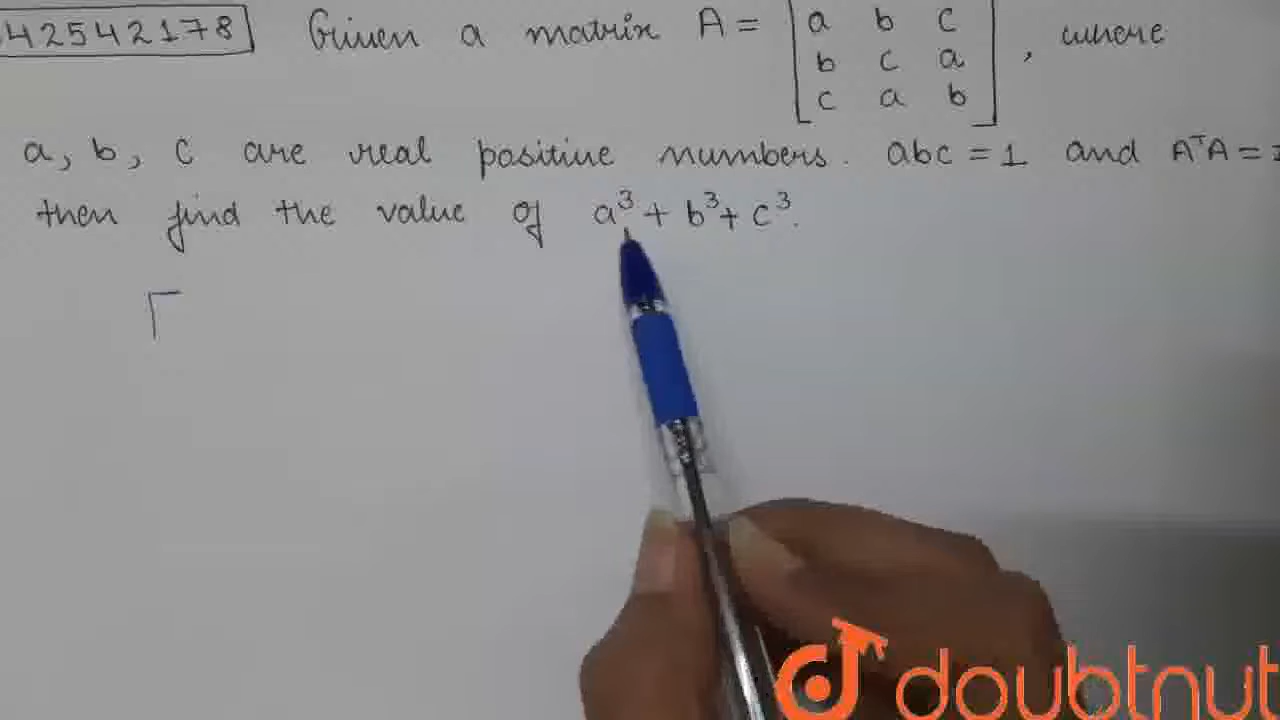 42542178 Given a matrix A = [a b c
b c a
c a b], where
a, b, c are real positive numbers. abc = 1 and AᵀA =
then find the value of a³ + b³ + c³.
doubtnut